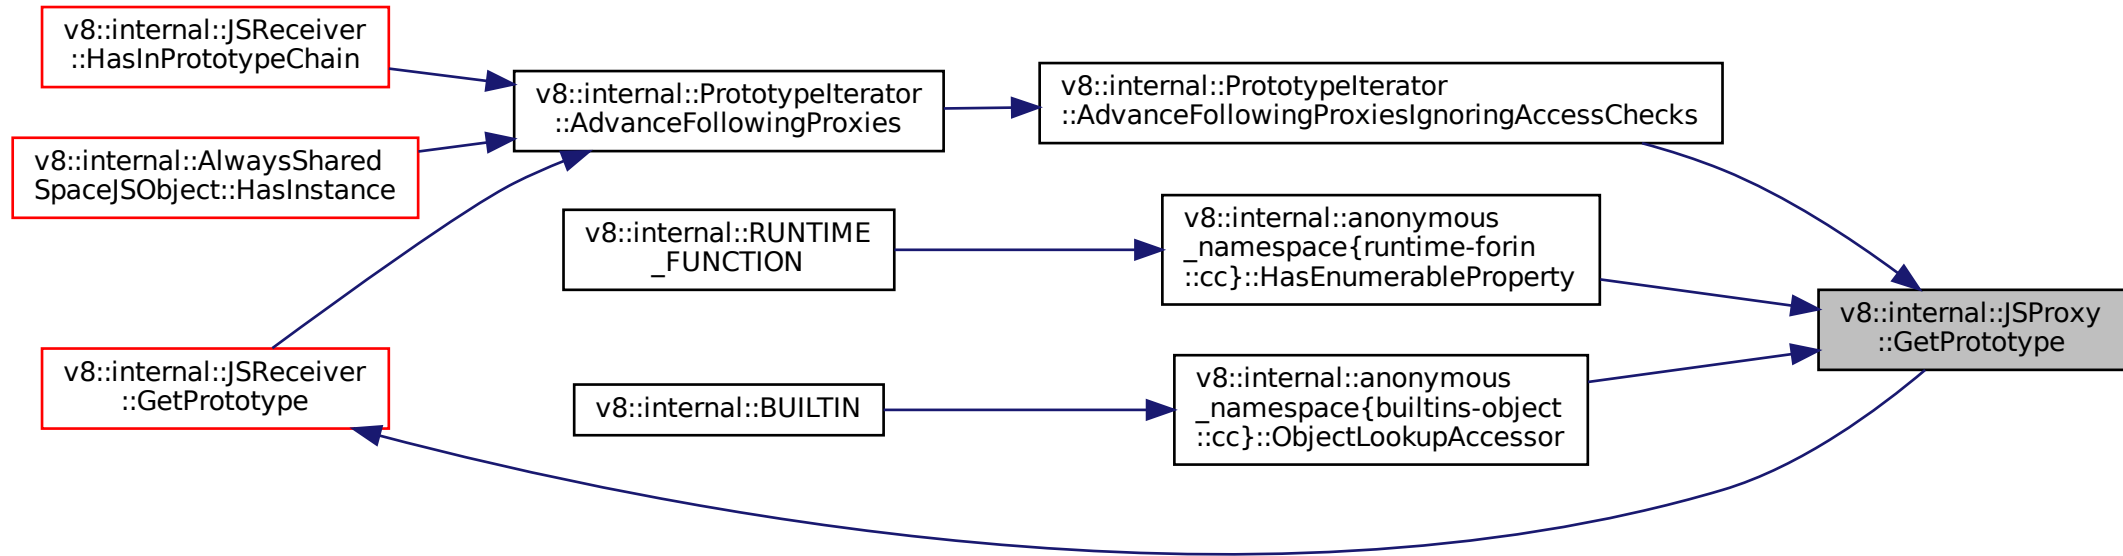 v8::internal::JSReceiver
::HasInPrototypeChain
v8::internal::AlwaysShared
SpaceJSObject::HasInstance
v8::internal::JSReceiver
::GetPrototype
v8::internal::PrototypeIterator
::AdvanceFollowingProxies
v8::internal::RUNTIME
_FUNCTION
v8::internal::BUILTIN
v8::internal::PrototypeIterator
::AdvanceFollowingProxiesIgnoringAccessChecks
v8::internal::anonymous
_namespace{runtime-forin
::cc}::HasEnumerableProperty
v8::internal::anonymous
_namespace{builtins-object
::cc}::ObjectLookupAccessor
v8::internal::JSProxy
::GetPrototype